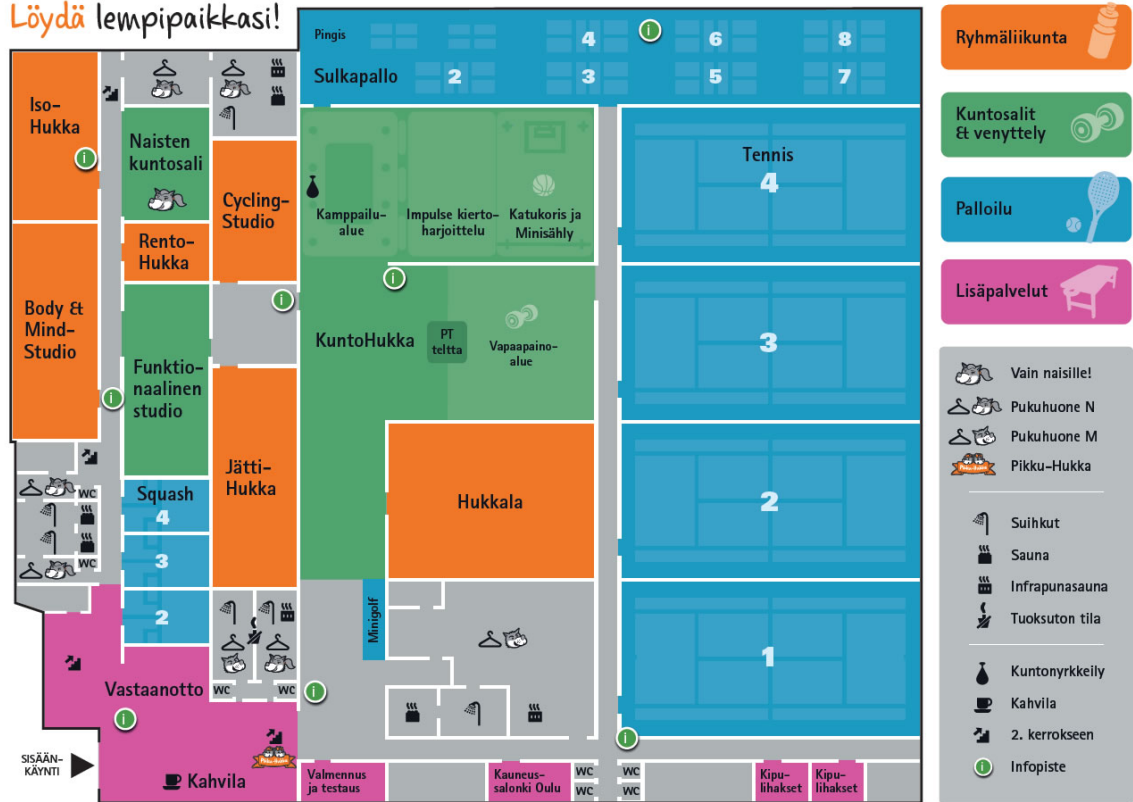 Löydä lempipaikkasi!
Pingis
4
6
8
Sulkapallo
2
3
5
7
Iso-
Hukka
Naisten
kuntosali
Cycling-
Studio
Kamppailu-
alue
Impulse kierto-
harjoittelu
Katukoris ja
Minisähly
Tennis
4
Rento-
Hukka
Body &
Mind-
Studio
KuntoHukka
PT
teltta
Vapaapaino-
alue
3
Funktio-
naalinen
studio
Jätti-
Hukka
Hukkala
2
Squash
4
3
2
WC
WC
Minigolf
1
Vastaanotto
WC
WC
SISÄÄN-
KÄYNTI
Kahvila
Pikku-Hukka
Valmennus
ja testaus
Kauneus-
salonki Oulu
WC
WC
WC
WC
Kipu-
lihakset
Kipu-
lihakset
Ryhmäliikunta
Kuntosalit
& venyttely
Palloilu
Lisäpalvelut
Vain naisille!
Pukuhuone N
Pukuhuone M
Pikku-Hukka
Pikku-Hukka
Suihkut
Sauna
Infrapunasauna
Tuoksuton tila
Kuntonyrkkeily
Kahvila
2. kerrokseen
i Infopiste